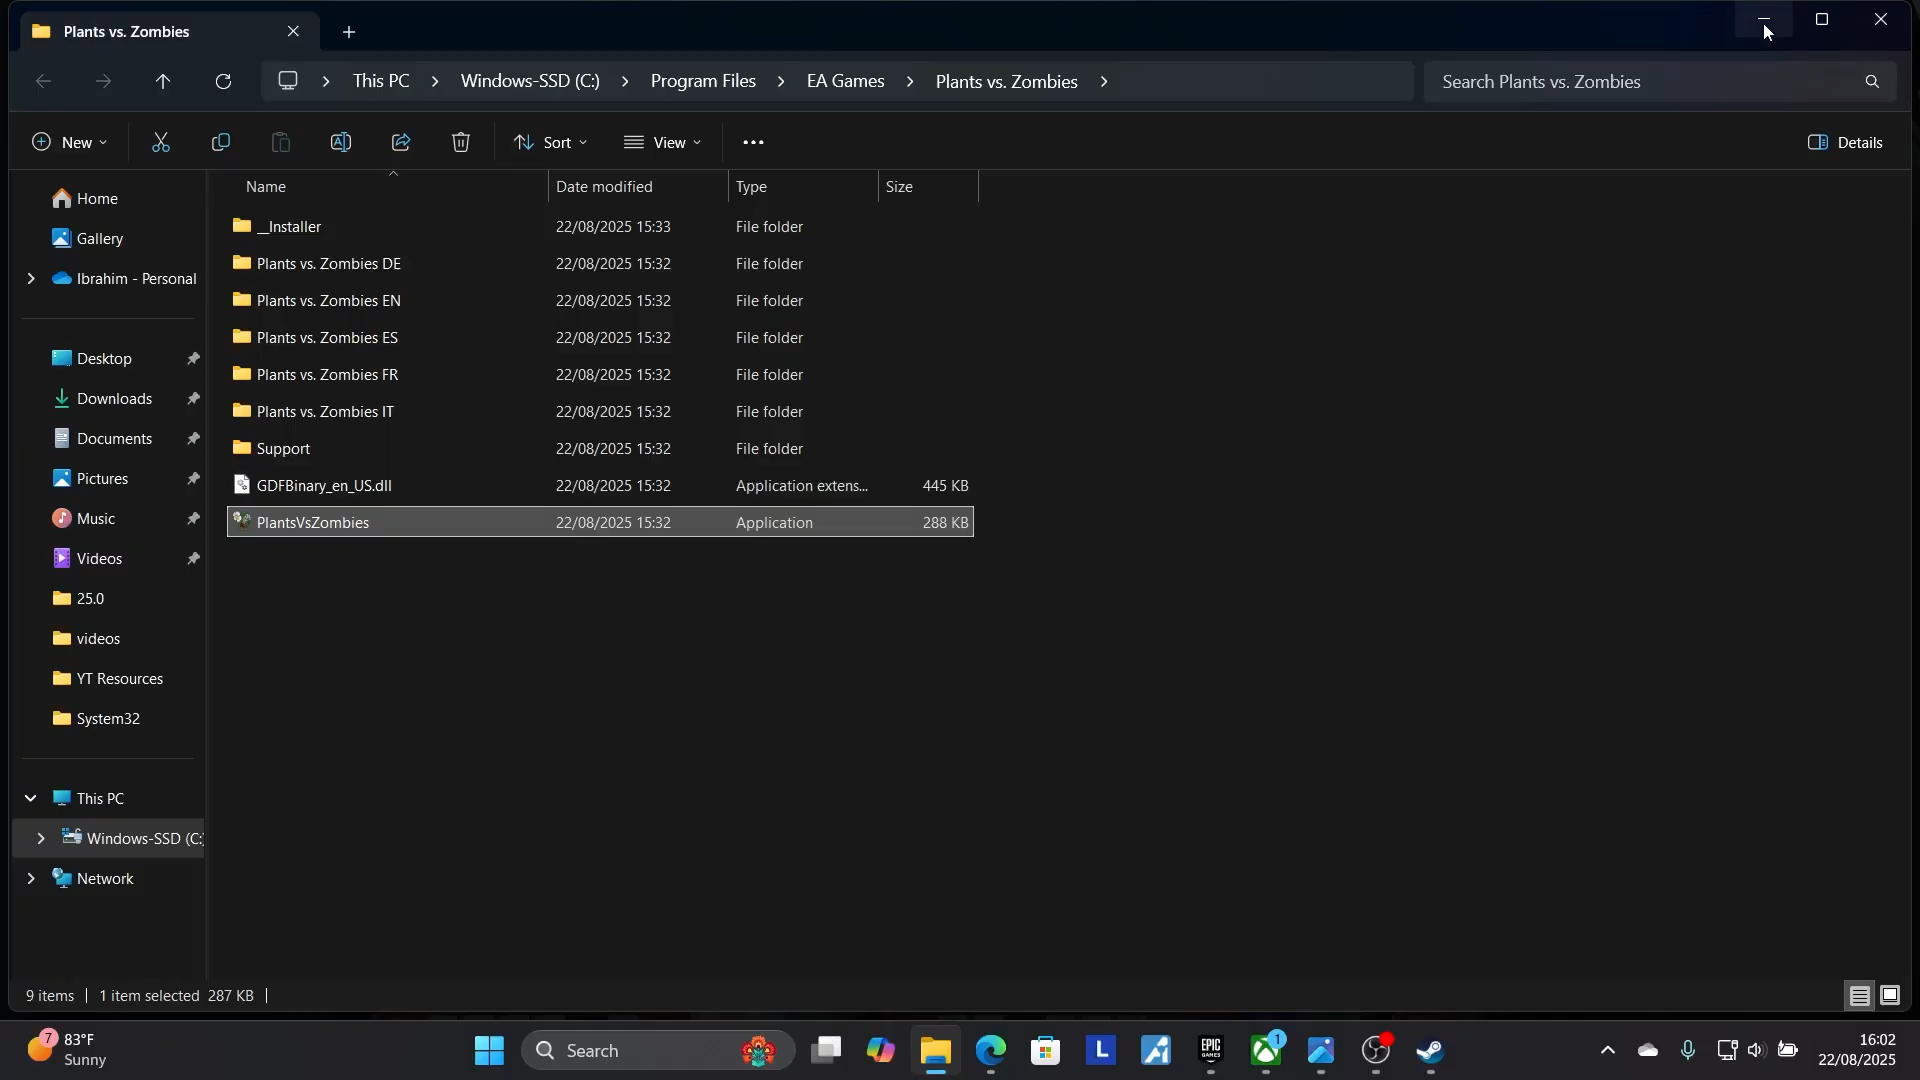 Plants vs. Zombies
This PC > Windows-SSD (C:) > Program Files > EA Games > Plants vs. Zombies >
Search Plants vs. Zombies
New
Sort
View
Details
Name Date modified Type Size
__Installer 22/08/2025 15:33 File folder
Plants vs. Zombies DE 22/08/2025 15:32 File folder
Plants vs. Zombies EN 22/08/2025 15:32 File folder
Plants vs. Zombies ES 22/08/2025 15:32 File folder
Plants vs. Zombies FR 22/08/2025 15:32 File folder
Plants vs. Zombies IT 22/08/2025 15:32 File folder
Support 22/08/2025 15:32 File folder
GDFBinary_en_US.dll 22/08/2025 15:32 Application extens... 445 KB
PlantsVsZombies 22/08/2025 15:32 Application 288 KB
Home
Gallery
Ibrahim - Personal
Desktop
Downloads
Documents
Pictures
Music
Videos
25.0
videos
YT Resources
System32
This PC
Windows-SSD (C:)
Network
9 items | 1 item selected 287 KB |
7
83°F
Sunny
Search
L
EPIC
GAMES
1
16:02
22/08/2025